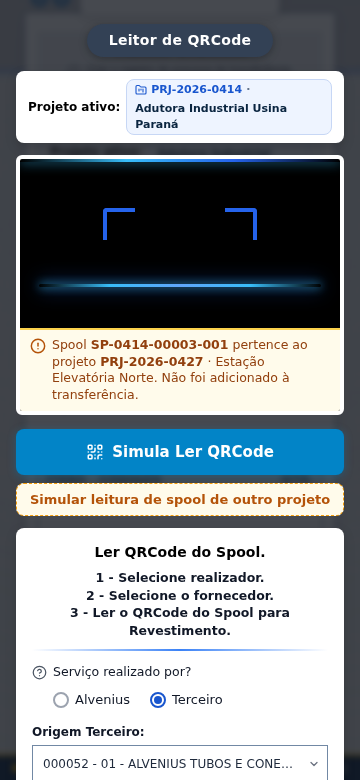 Leitor de QRCode
Projeto ativo:
PRJ-2026-0414 ·
Adutora Industrial Usina
Paraná
Spool SP-0414-00003-001 pertence ao
projeto PRJ-2026-0427 · Estação
Elevatória Norte. Não foi adicionado à
transferência.
Simula Ler QRCode
Simular leitura de spool de outro projeto
Ler QRCode do Spool.
1 - Selecione realizador.
2 - Selecione o fornecedor.
3 - Ler o QRCode do Spool para
Revestimento.
Serviço realizado por?
Alvenius
Terceiro
Origem Terceiro:
000052 - 01 - ALVENIUS TUBOS E CONE...